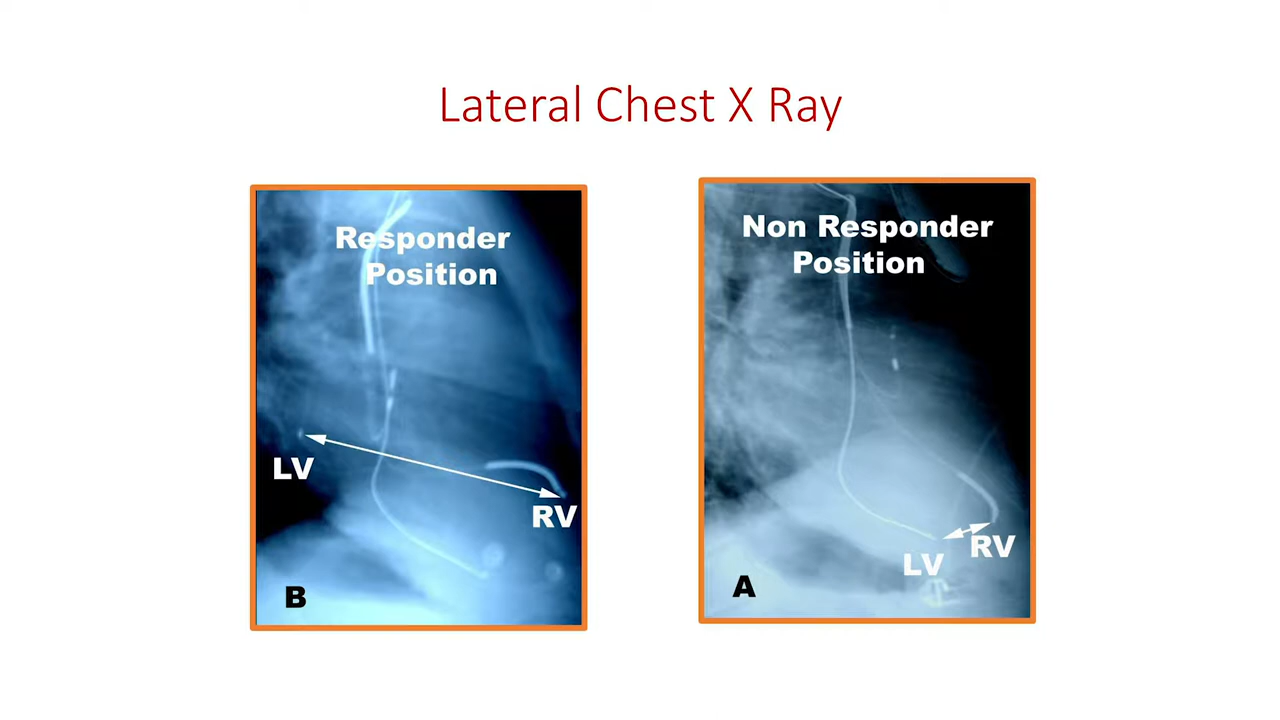 Lateral Chest X Ray
Responder
Position
LV
RV
B
Non Responder
Position
LV
RV
A